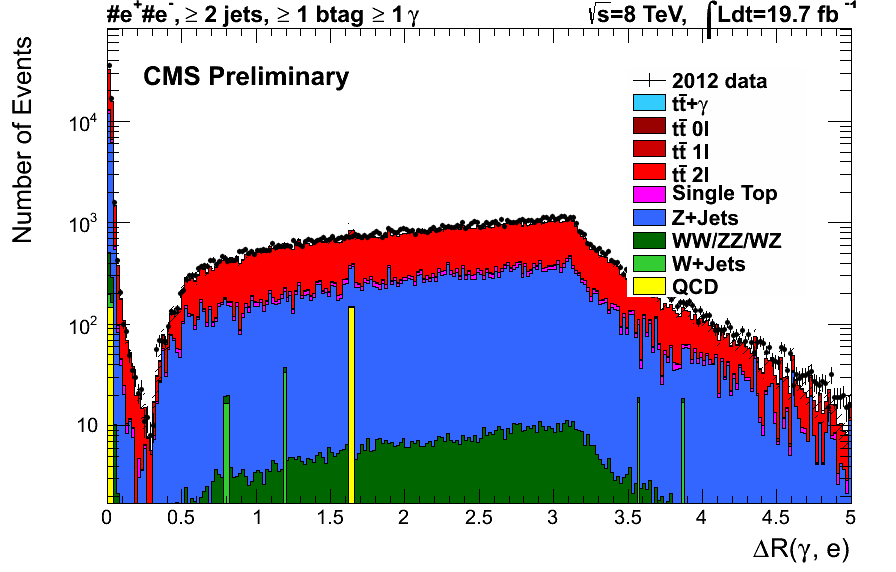 #e⁺#e⁻, ≥ 2 jets, ≥ 1 btag ≥ 1 γ
√s=8 TeV, ∫Ldt=19.7 fb⁻¹
CMS Preliminary
2012 data
tt̄+γ
tt̄ 0l
tt̄ 1l
tt̄ 2l
Single Top
Z+Jets
WW/ZZ/WZ
W+Jets
QCD
Number of Events
10⁴
10³
10²
10
0 0.5 1 1.5 2 2.5 3 3.5 4 4.5 5
ΔR(γ, e)